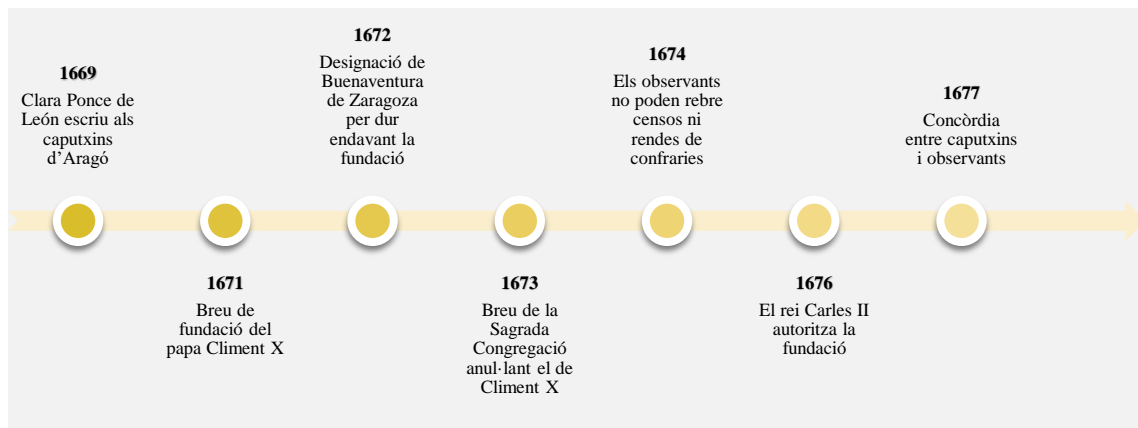 1669
Clara Ponce de
León escriu als
caputxins
d’Aragó
1671
Breu de
fundació del
papa Climent X
1672
Designació de
Buenaventura
de Zaragoza
per dur
endavant la
fundació
1673
Breu de la
Sagrada
Congregació
anul·lant el de
Climent X
1674
Els observants
no poden rebre
censos ni
rendes de
confraries
1676
El rei Carles II
autoritza la
fundació
1677
Concòrdia
entre caputxins
i observants